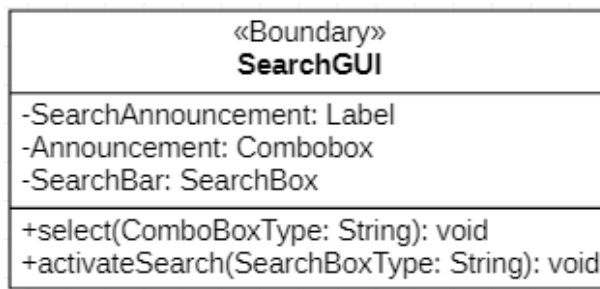 «Boundary»
SearchGUI
-SearchAnnouncement: Label
-Announcement: Combobox
-SearchBar: SearchBox
+select(ComboBoxType: String): void
+activateSearch(SearchBoxType: String): void